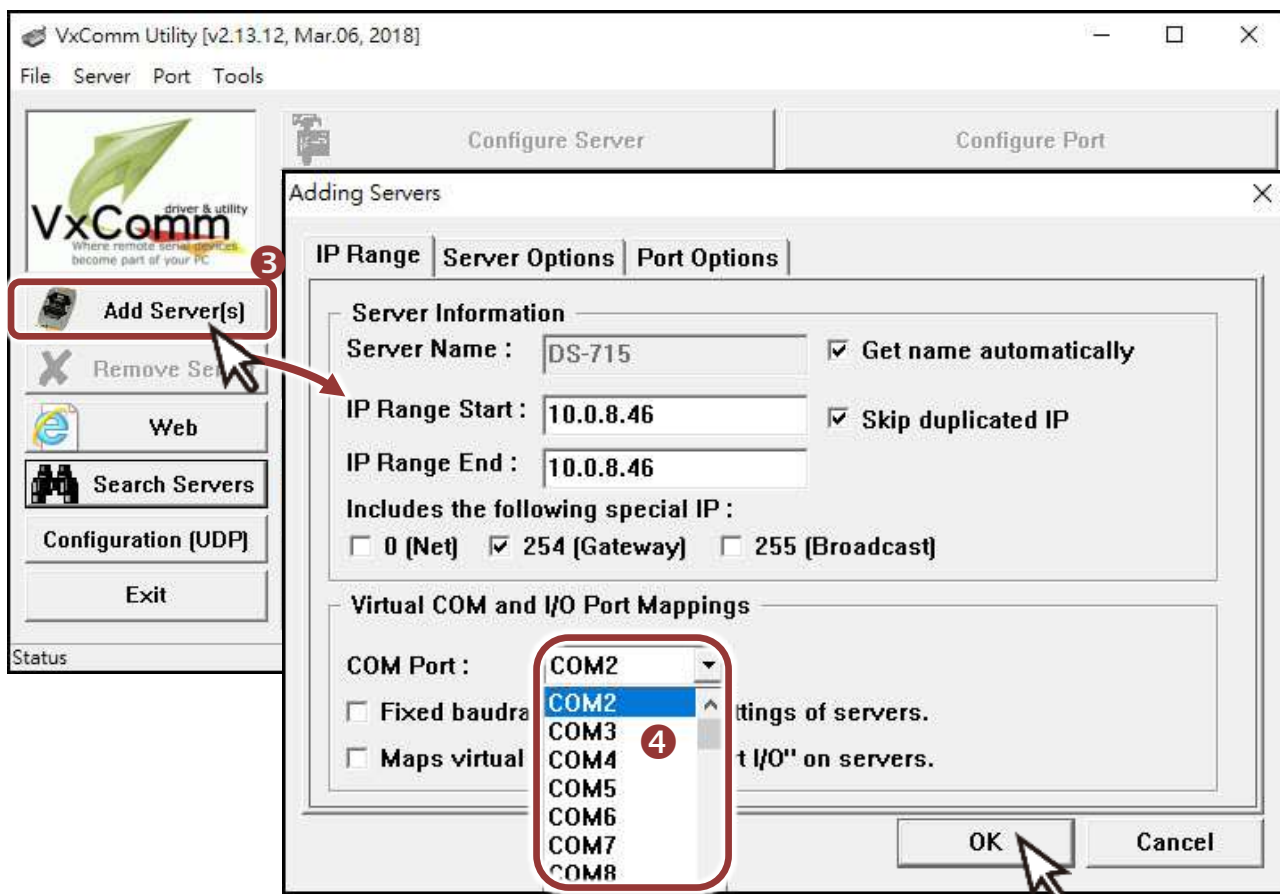 VxComm Utility [v2.13.12, Mar.06, 2018]
File Server Port Tools
Configure Server
Configure Port
driver & utility
VxComm
Where remote serial devices
become part of your PC
3
Add Server(s)
Remove Se
Web
Search Servers
Configuration (UDP)
Exit
Status
Adding Servers
IP Range Server Options Port Options
Server Information
Server Name : DS-715 Get name automatically
IP Range Start : 10.0.8.46 Skip duplicated IP
IP Range End : 10.0.8.46
Includes the following special IP :
0 (Net) 254 (Gateway) 255 (Broadcast)
Virtual COM and I/O Port Mappings
COM Port : COM2
Fixed baudra ttings of servers.
Maps virtual t I/O" on servers.
COM2
COM3
4
COM4
COM5
COM6
COM7
COM8
OK
Cancel